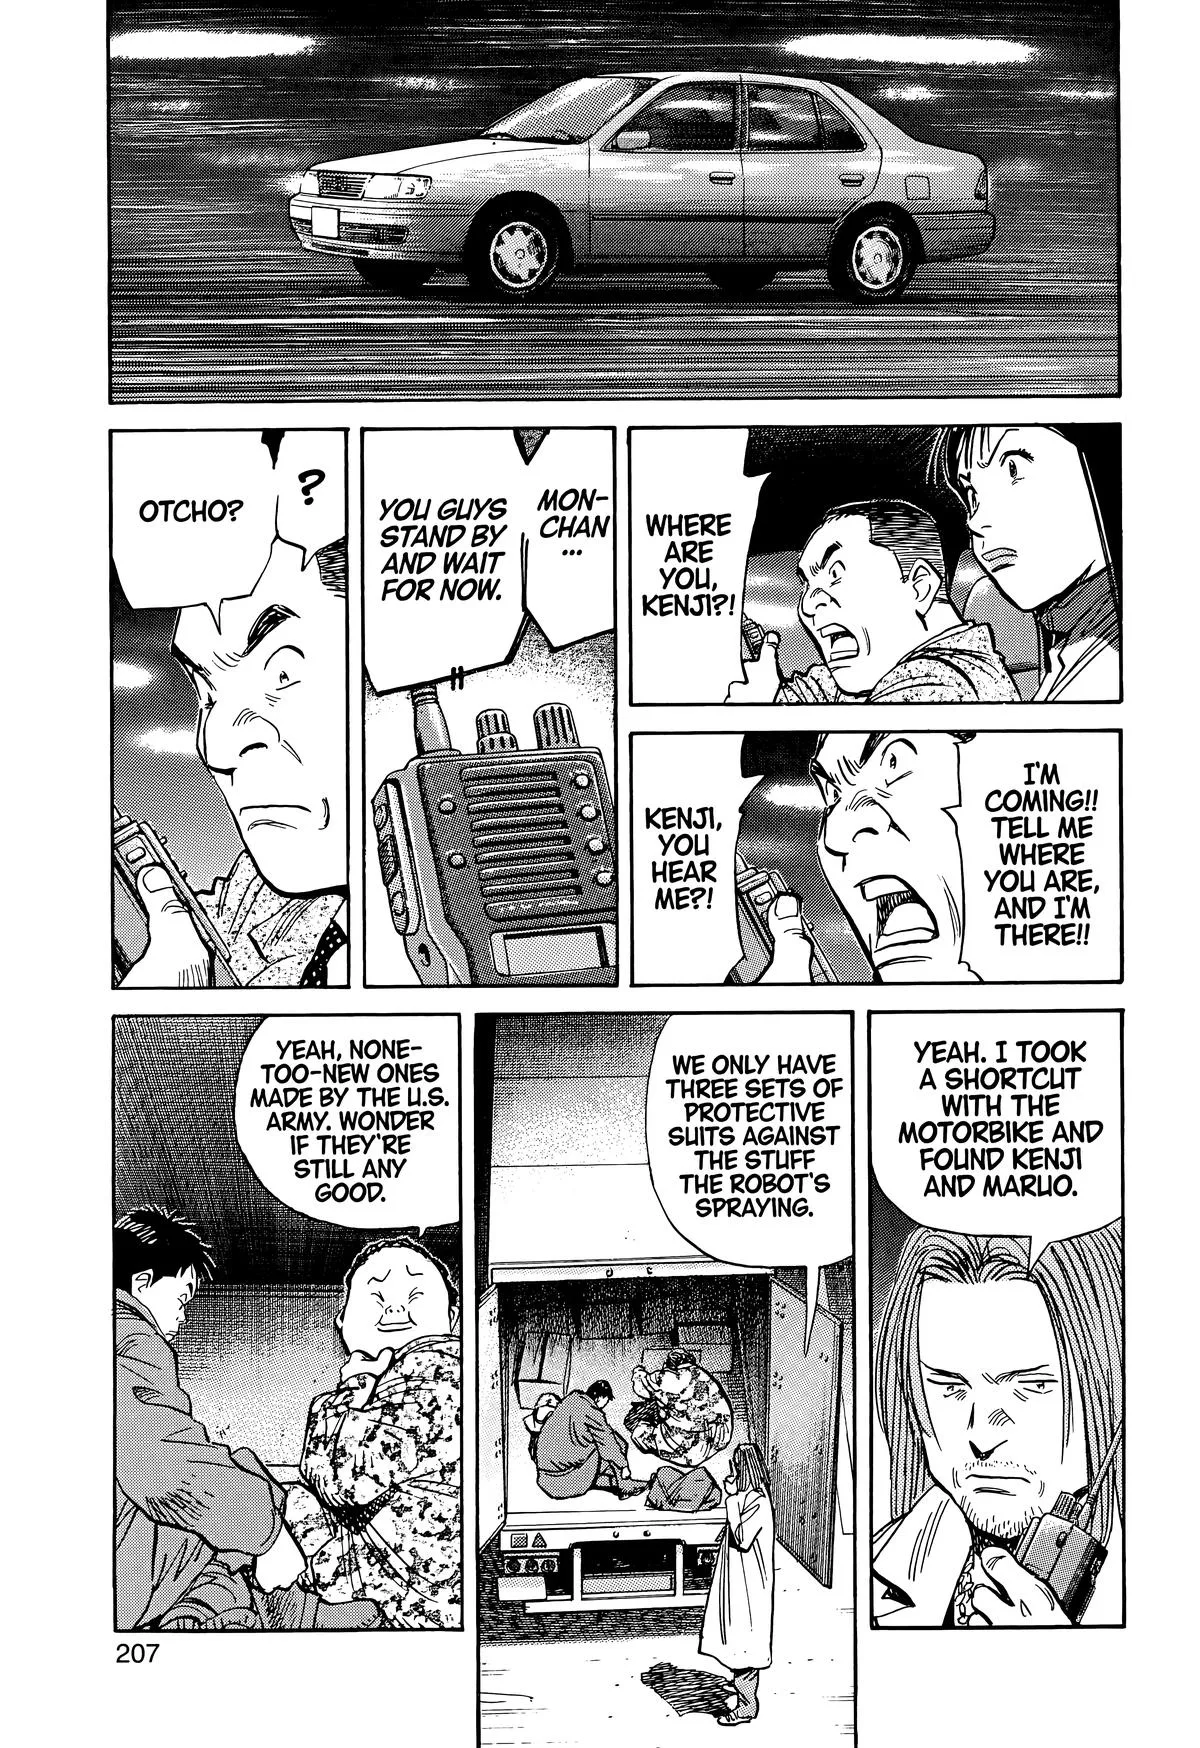 WHERE
ARE
YOU,
KENJI?!
I'M
COMING!!
TELL ME
WHERE
YOU ARE,
AND I'M
THERE!!
KENJI,
YOU
HEAR
ME?!
MON-
CHAN
...
YOU GUYS
STAND BY
AND WAIT
FOR NOW.
?
OTCHO?
YEAH. I TOOK
A SHORTCUT
WITH THE
MOTORBIKE AND
FOUND KENJI
AND MARUO.
WE ONLY HAVE
THREE SETS OF
PROTECTIVE
SUITS AGAINST
THE STUFF
THE ROBOT'S
SPRAYING.
YEAH, NONE-
TOO-NEW ONES
MADE BY THE U.S.
ARMY. WONDER
IF THEY'RE
STILL ANY
GOOD.
207